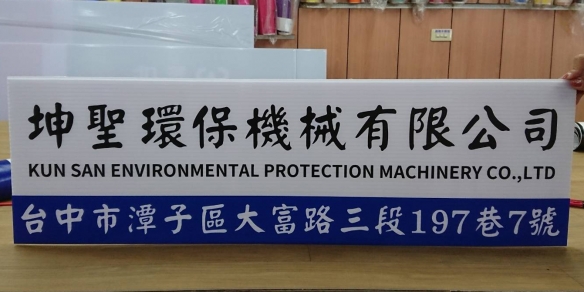 坤聖環保機械有限公司
KUN SAN ENVIRONMENTAL PROTECTION MACHINERY CO.,LTD
台中市潭子區大富路三段197巷7號